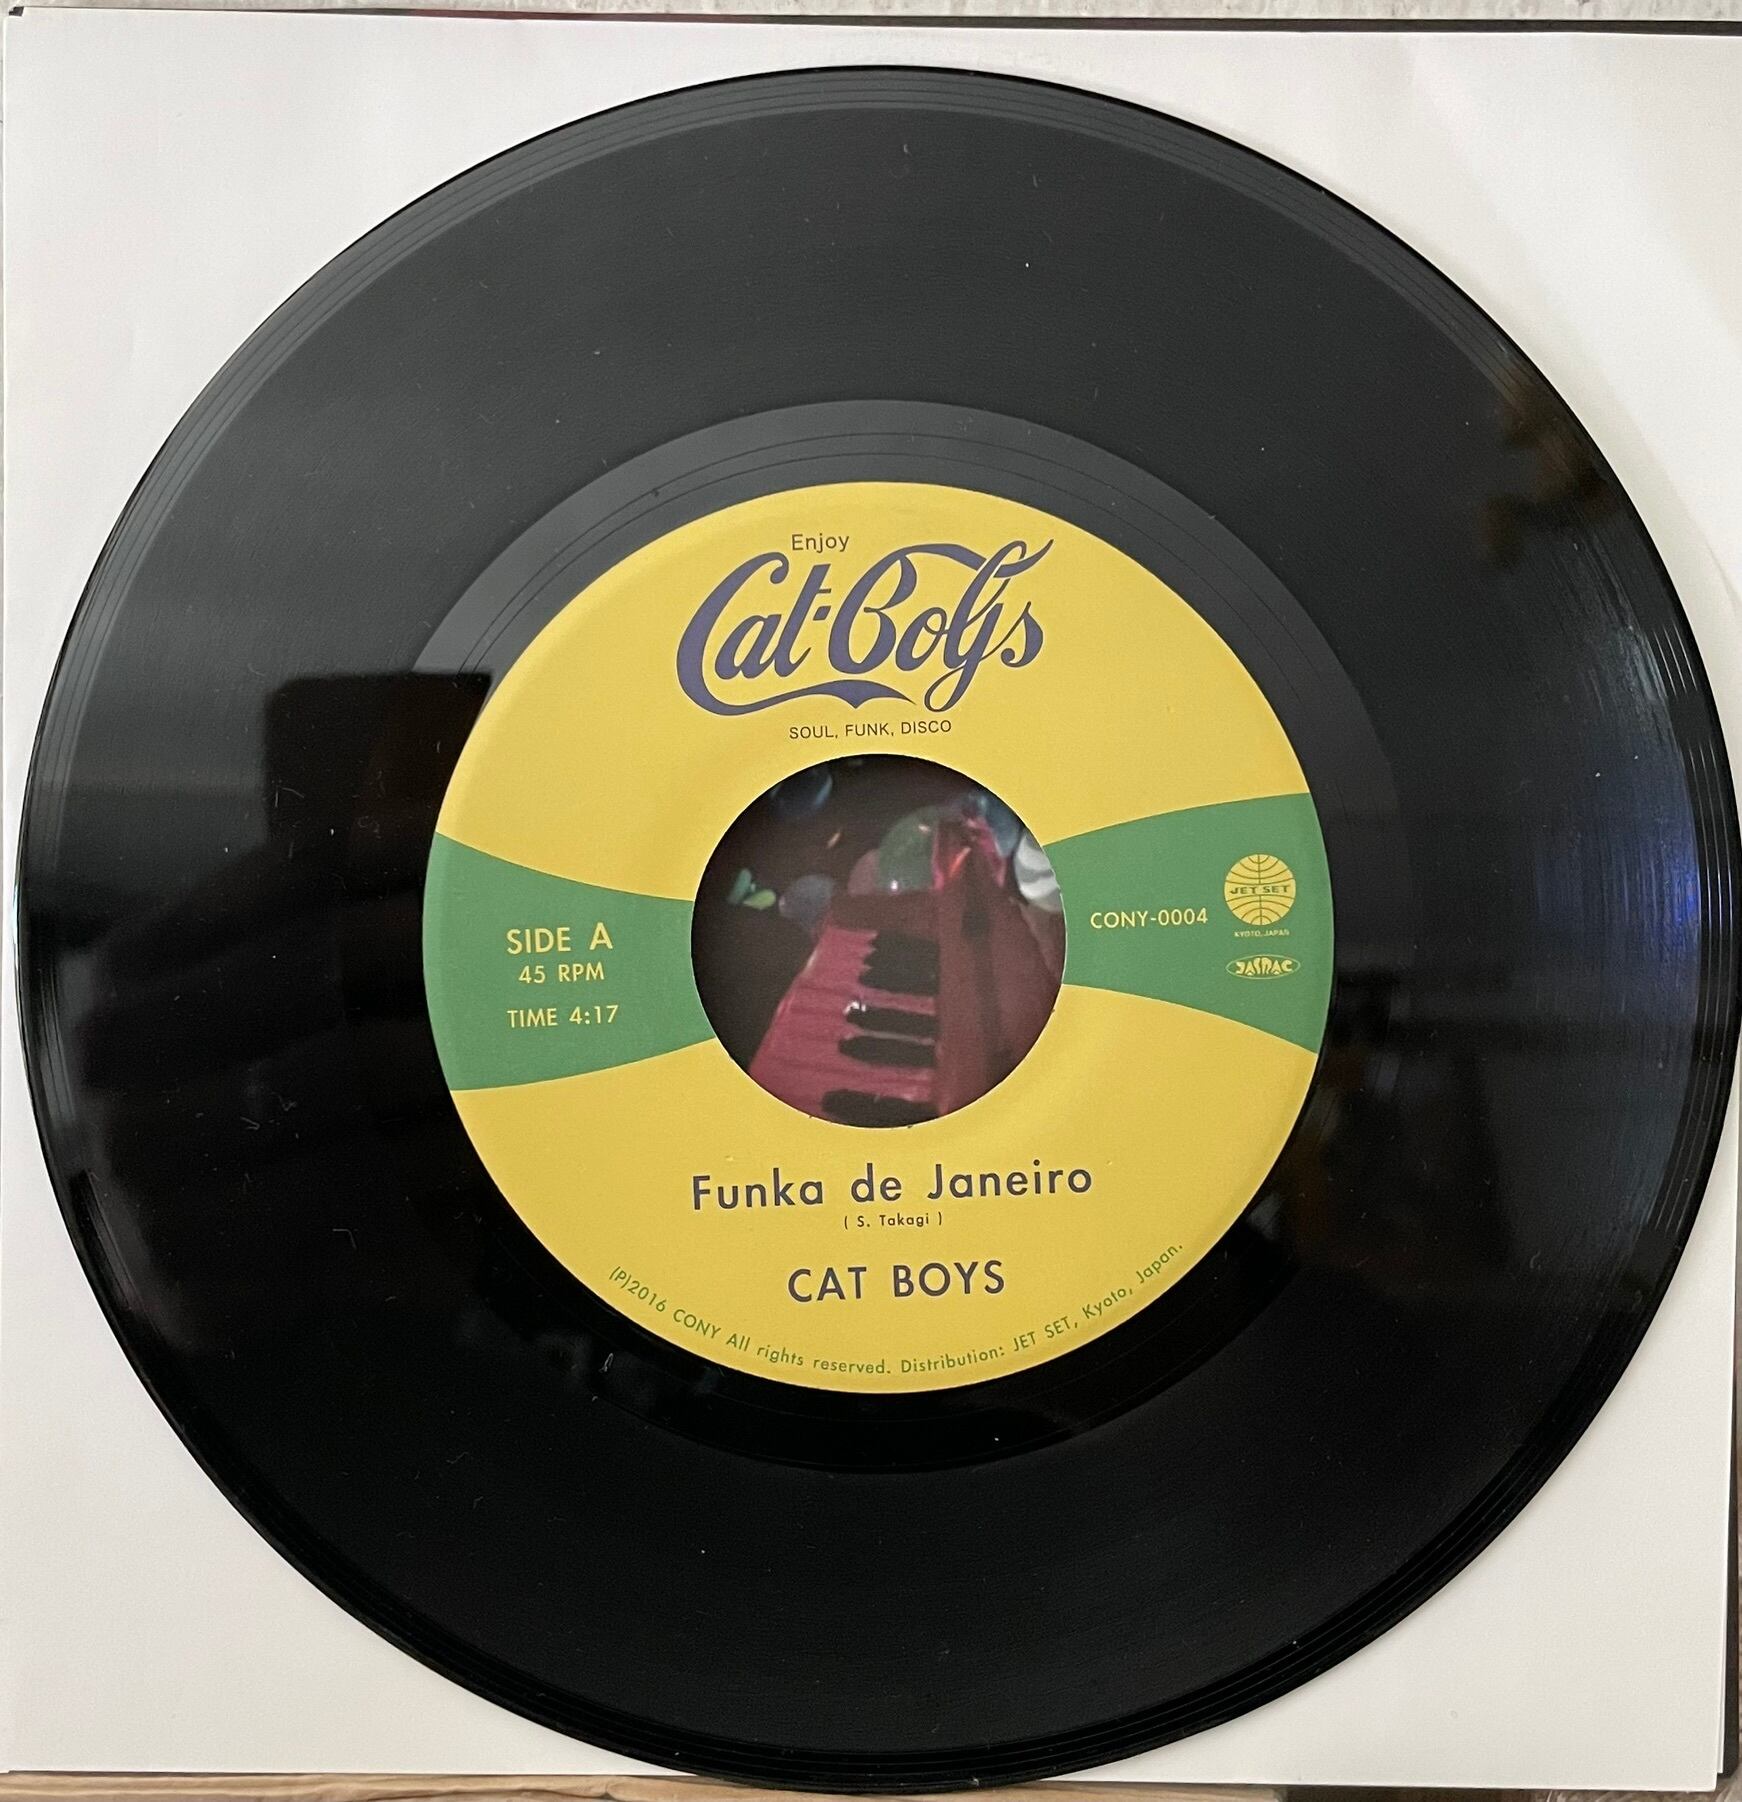 Enjoy
Cat-Boys
SOUL, FUNK, DISCO
SIDE A
45 RPM
TIME 4:17
CONY-0004
JET SET
KYOTO, JAPAN
JASRAC
Funka de Janeiro
( S. Takagi )
CAT BOYS
(P)2016 CONY All rights reserved. Distribution: JET SET, Kyoto, Japan.